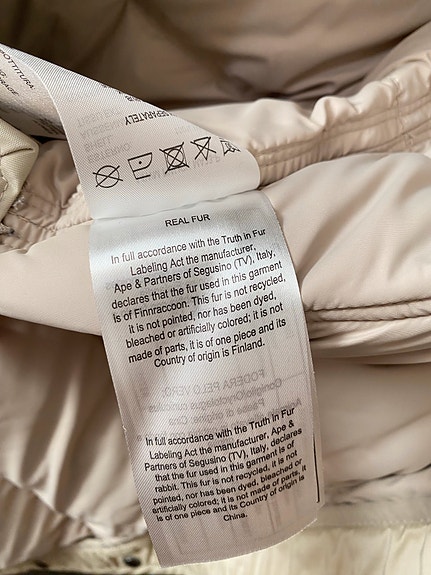 SEPARATELY
REAL FUR
In full accordance with the Truth in Fur
Labeling Act the manufacturer,
Ape & Partners of Segusino (TV), Italy,
declares that the fur used in this garment
is of Finnraccoon. This fur is not recycled,
it is not pointed, nor has been dyed,
bleached or artificially colored; it is not
made of parts, it is of one piece and its
Country of origin is Finland.
In full accordance with the Truth in Fur
Labeling Act the manufacturer, Ape &
Partners of Segusino (TV), Italy, declares
that the fur used in this garment is of
rabbit. This fur is not recycled, it is not
pointed, nor has been dyed, bleached or
artificially colored; it is not made of parts, it
is of one piece and its Country of origin is
China.